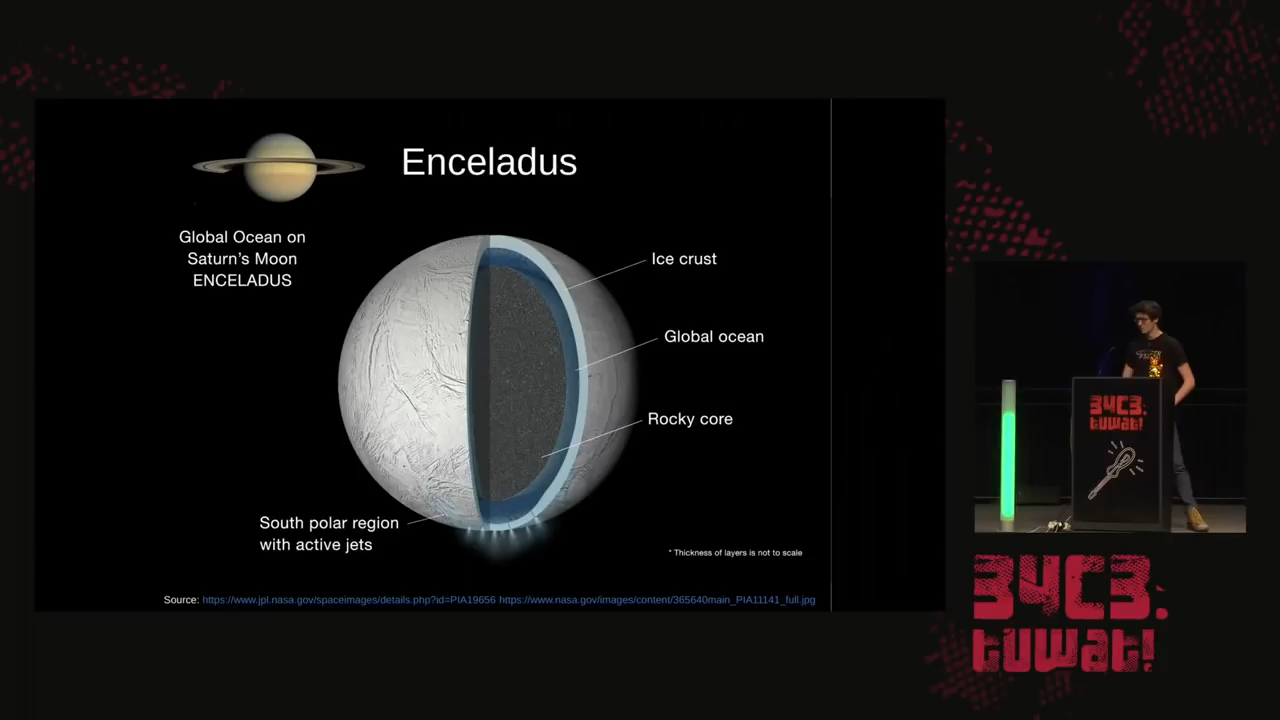 Enceladus
Global Ocean on
Saturn's Moon
ENCELADUS
Ice crust
Global ocean
Rocky core
South polar region
with active jets
* Thickness of layers is not to scale
Source: https://www.jpl.nasa.gov/spaceimages/details.php?id=PIA19656 https://www.nasa.gov/images/content/365640main_PIA11141_full.jpg
34C3.
tuwat!
34C3.
tuwat!